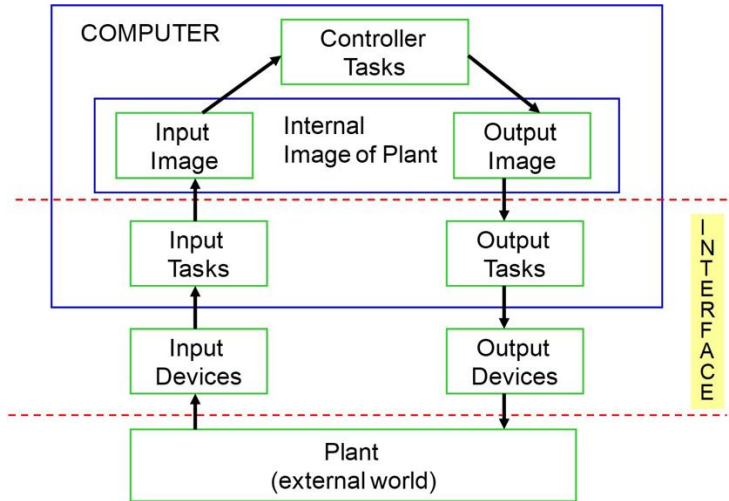 COMPUTER
Controller
Tasks
Input
Image
Internal
Image of Plant
Output
Image
Input
Tasks
Output
Tasks
INTERFACE
Input
Devices
Output
Devices
Plant
(external world)